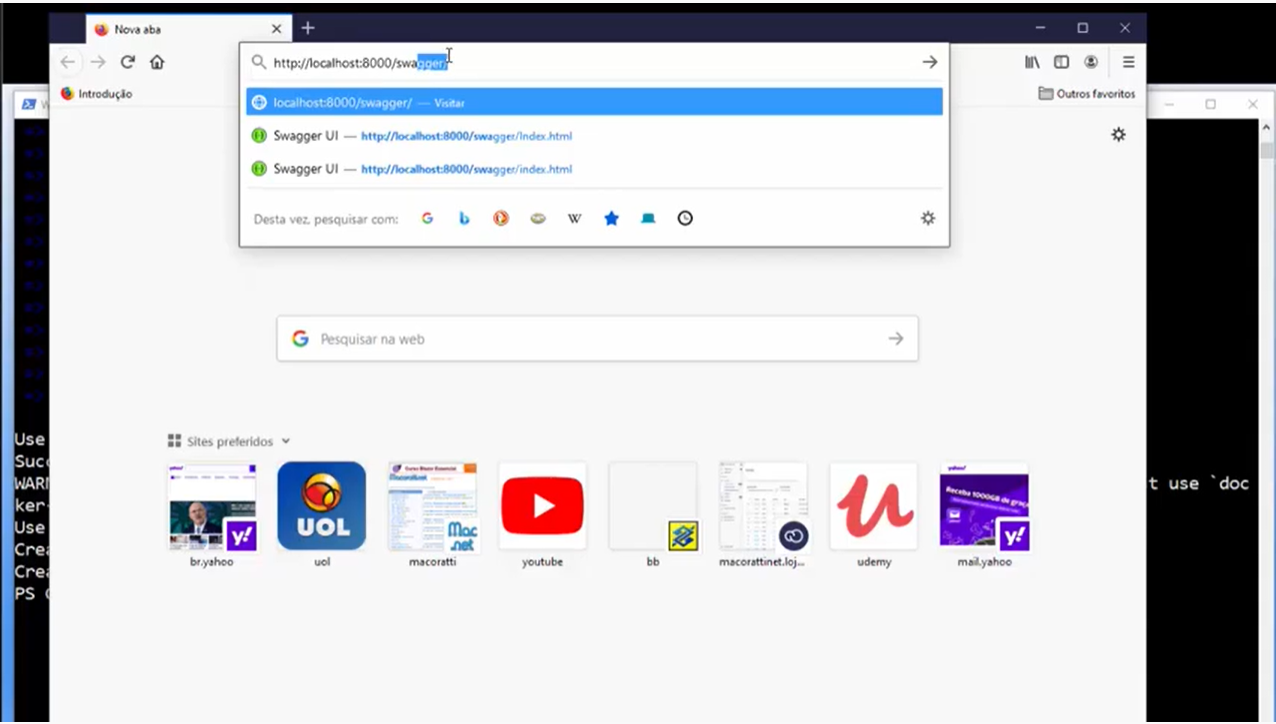 Nova aba
http://localhost:8000/swagger/
Introdução
Outros favoritos
localhost:8000/swagger/ — Visitar
Swagger UI — http://localhost:8000/swagger/Index.html
Swagger UI — http://localhost:8000/swagger/index.html
Desta vez, pesquisar com:
Pesquisar na web
Sites preferidos
UOL
Mac
.net
br.yahoo
uol
macoratti
youtube
bb
macorattinet.loj...
udemy
mail.yahoo
Use
Succ
WARN
t use `doc
ker-
Use
Crea
Crea
PS